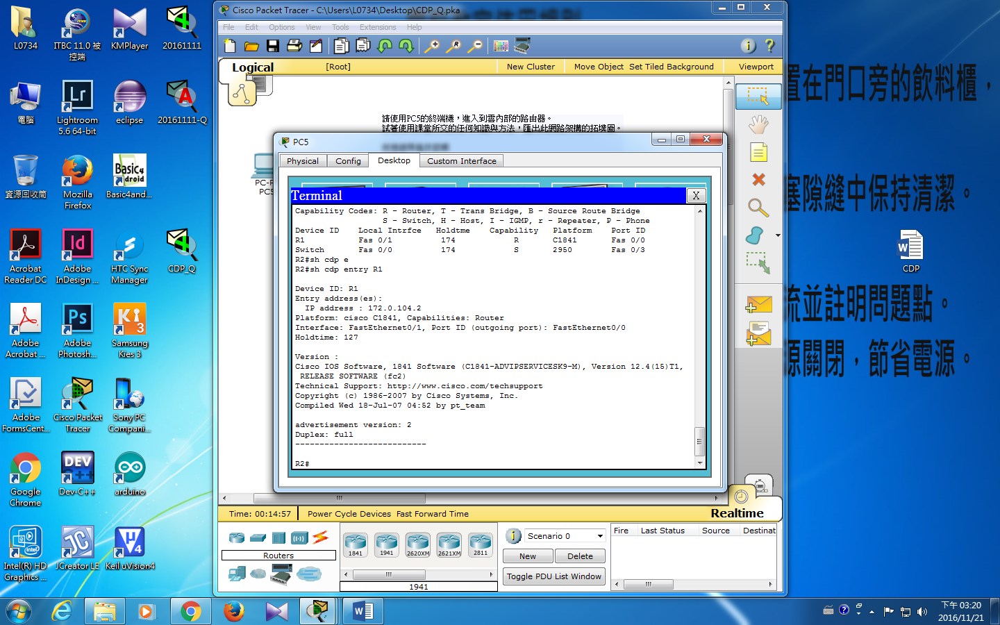 L0734
ITBC 11.0 被
控端
KMPlayer
20161111
電腦
Lightroom
5.6 64-bit
eclipse
20161111-Q
資源回收筒
Mozilla
Firefox
Basic4and...
Acrobat
Reader DC
Adobe
InDesign ...
HTC Sync
Manager
CDP_Q
Adobe
Acrobat ...
Adobe
Photosh...
Samsung
Kies 3
Adobe
FormsCent...
Cisco Packet
Tracer
Sony PC
Compani...
Google
Chrome
Dev-C++
arduino
Intel(R) HD
Graphics ...
JCreator LE
Keil uVision4
Cisco Packet Tracer - C:\Users\L0734\Desktop\CDP_Q.pka
File Edit Options View Tools Extensions Help
Logical [Root] New Cluster Move Object Set Tiled Background Viewport
請使用PC5的終端機，進入到雲內部的路由器。
試著使用課堂所交的任何知識與方法，匯出此網路架構的拓墣圖。
PC-P
PC5
PC5
Physical Config Desktop Custom Interface
Terminal X
Capability Codes: R - Router, T - Trans Bridge, B - Source Route Bridge
S - Switch, H - Host, I - IGMP, r - Repeater, P - Phone
Device ID Local Intrfce Holdtme Capability Platform Port ID
R1 Fas 0/1 174 R C1841 Fas 0/0
Switch Fas 0/0 174 S 2950 Fas 0/3
R2#sh cdp e
R2#sh cdp entry R1
Device ID: R1
Entry address(es):
IP address : 172.0.104.2
Platform: cisco C1841, Capabilities: Router
Interface: FastEthernet0/1, Port ID (outgoing port): FastEthernet0/0
Holdtime: 127
Version :
Cisco IOS Software, 1841 Software (C1841-ADVIPSERVICESK9-M), Version 12.4(15)T1,
RELEASE SOFTWARE (fc2)
Technical Support: http://www.cisco.com/techsupport
Copyright (c) 1986-2007 by Cisco Systems, Inc.
Compiled Wed 18-Jul-07 04:52 by pt_team
advertisement version: 2
Duplex: full
---------------------------
R2#
Time: 00:14:57 Power Cycle Devices Fast Forward Time Realtime
Routers
1841 1941 2620XM 2621XM 2811
1941
Scenario 0
New Delete
Toggle PDU List Window
Fire Last Status Source Destinat
置在門口旁的飲料櫃，
塞隙縫中保持清潔。
CDP
流並註明問題點。
源關閉，節省電源。
下午 03:20
2016/11/21